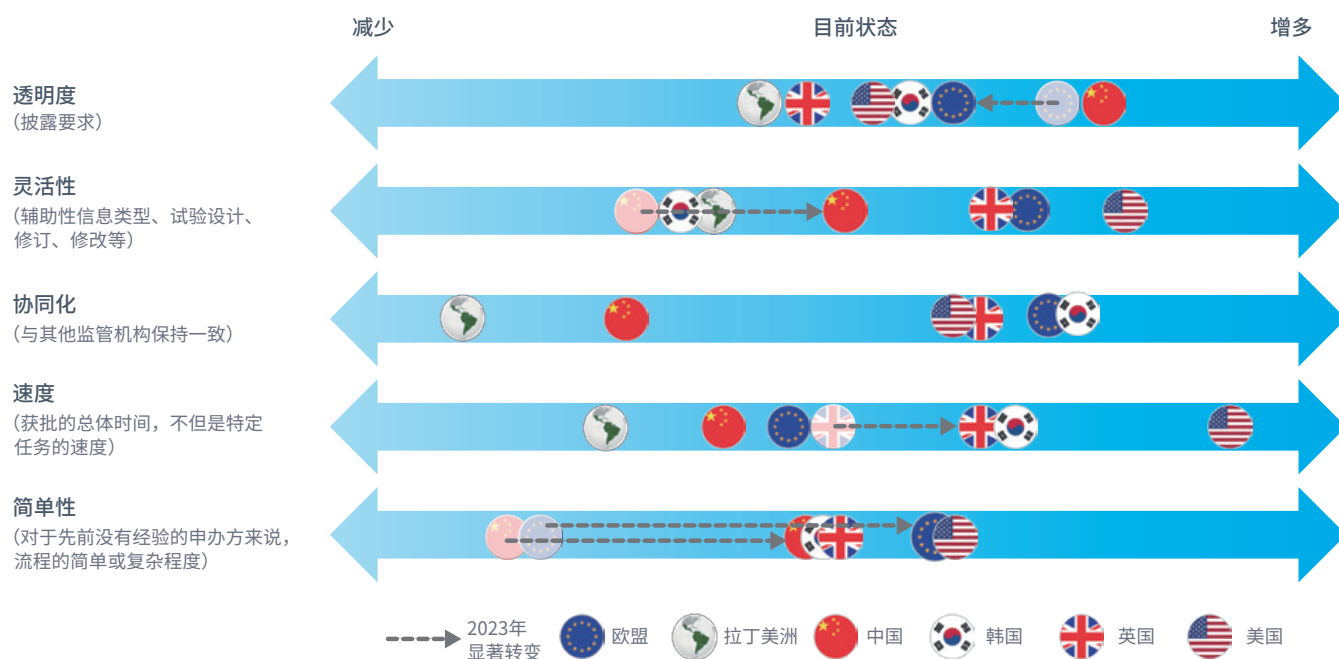 减少
目前状态
增多
透明度
（披露要求）
灵活性
（辅助性信息类型、试验设计、
修订、修改等）
协同化
（与其他监管机构保持一致）
速度
（获批的总体时间，不但是特定
任务的速度）
简单性
（对于先前没有经验的申办方来说，
流程的简单或复杂程度）
2023年
显著转变
欧盟
拉丁美洲
中国
韩国
英国
美国